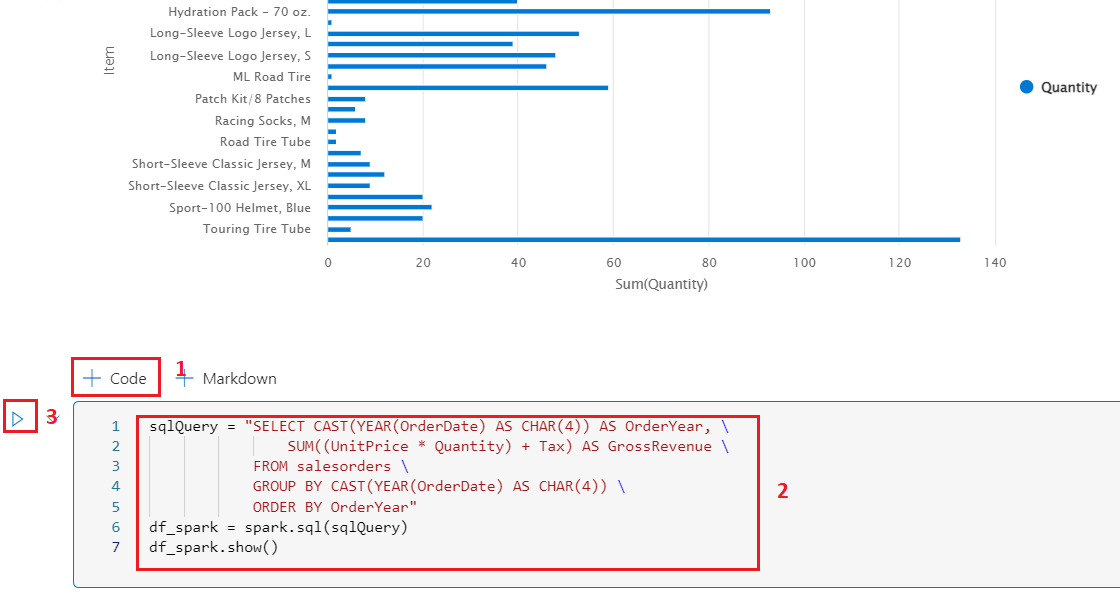 Hydration Pack - 70 oz.
Long-Sleeve Logo Jersey, L
Long-Sleeve Logo Jersey, S
ML Road Tire
Patch Kit/8 Patches
Racing Socks, M
Road Tire Tube
Short-Sleeve Classic Jersey, M
Short-Sleeve Classic Jersey, XL
Sport-100 Helmet, Blue
Touring Tire Tube
Item
Quantity
0 20 40 60 80 100 120 140
Sum(Quantity)
+ Code 1 + Markdown
3
1 sqlQuery = "SELECT CAST(YEAR(OrderDate) AS CHAR(4)) AS OrderYear, \
2 SUM((UnitPrice * Quantity) + Tax) AS GrossRevenue \
3 FROM salesorders \
4 GROUP BY CAST(YEAR(OrderDate) AS CHAR(4)) \
5 ORDER BY OrderYear"
6 df_spark = spark.sql(sqlQuery)
7 df_spark.show()
2